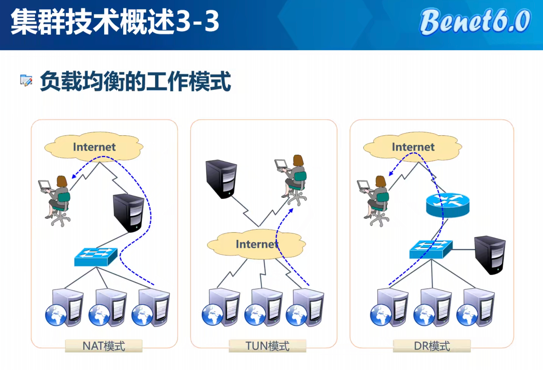 集群技术概述3-3
Benet6.0
负载均衡的工作模式
Internet
Internet
Internet
NAT模式
TUN模式
DR模式